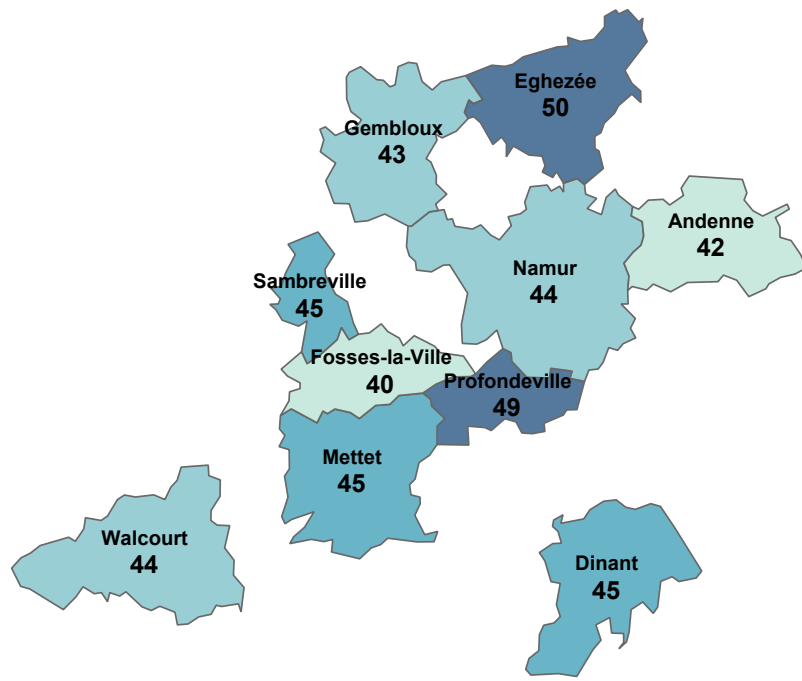 Eghezée
50
Gembloux
43
Andenne
42
Namur
44
Sambreville
45
Fosses-la-Ville
40
Profondeville
49
Mettet
45
Walcourt
44
Dinant
45